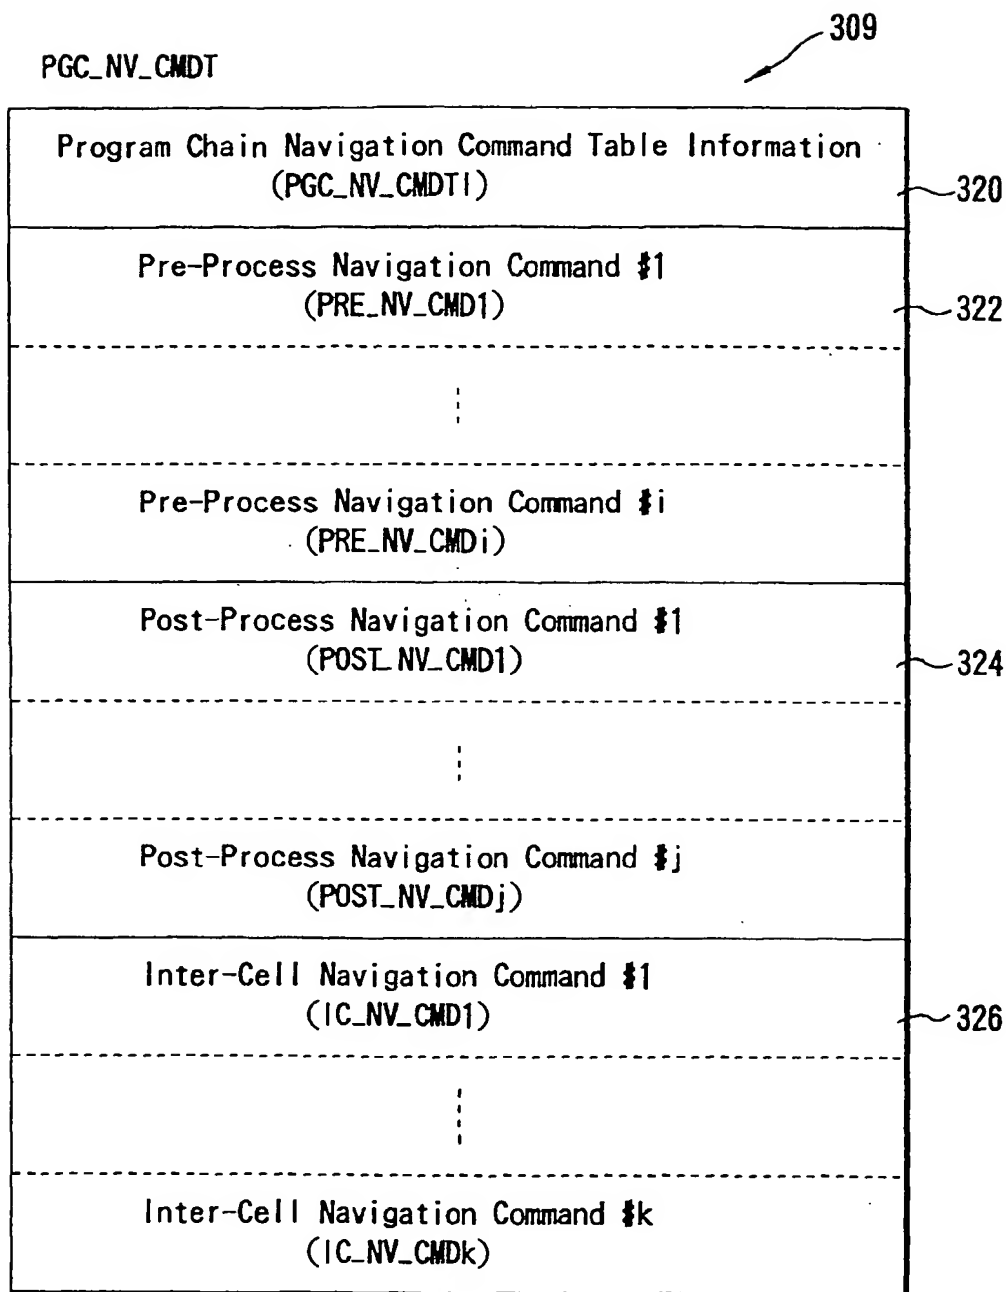 309
PGC_NV_CMDT
Program Chain Navigation Command Table Information
(PGC_NV_CMDTI)
320
Pre-Process Navigation Command #1
(PRE_NV_CMD1)
322
Pre-Process Navigation Command #i
(PRE_NV_CMDi)
Post-Process Navigation Command #1
(POST_NV_CMD1)
324
Post-Process Navigation Command #j
(POST_NV_CMDj)
Inter-Cell Navigation Command #1
(IC_NV_CMD1)
326
Inter-Cell Navigation Command #k
(IC_NV_CMDk)